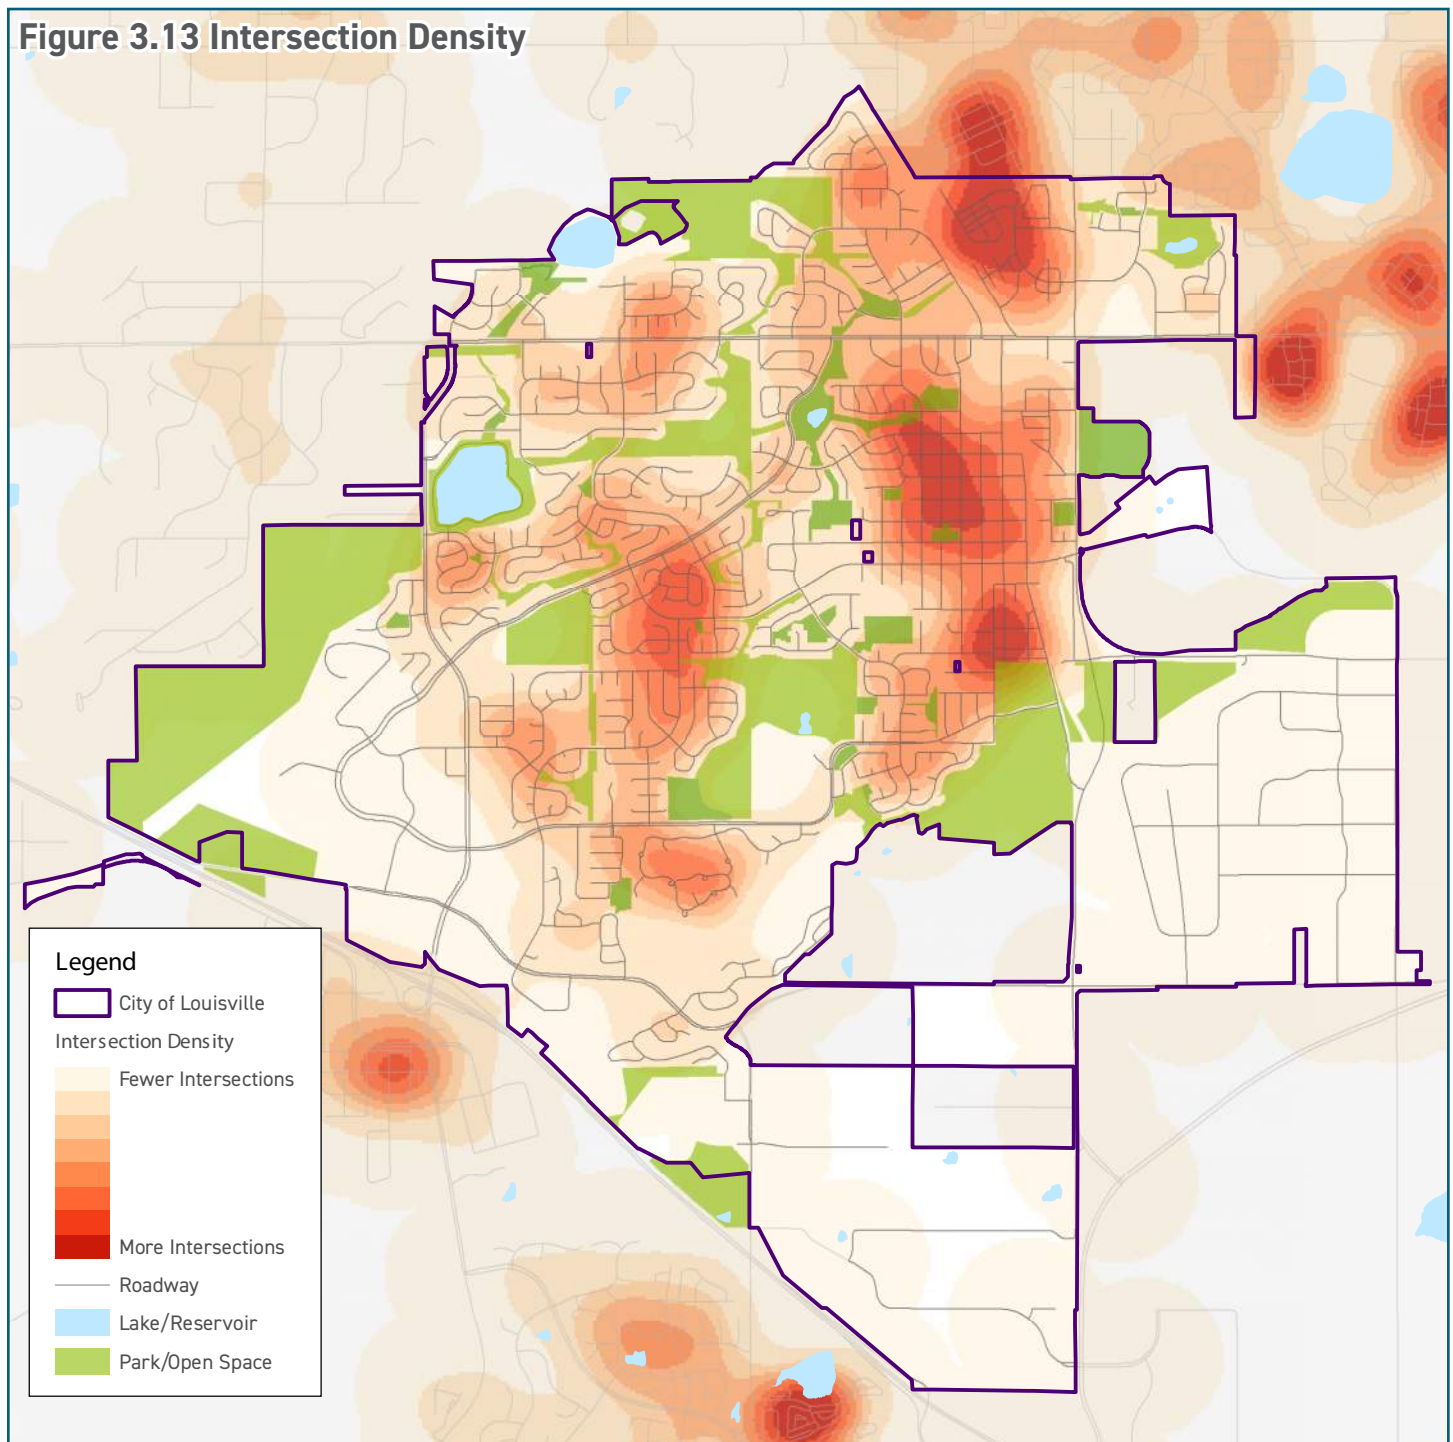 Figure 3.13 Intersection Density
Legend
City of Louisville
Intersection Density
Fewer Intersections
More Intersections
Roadway
Lake/Reservoir
Park/Open Space